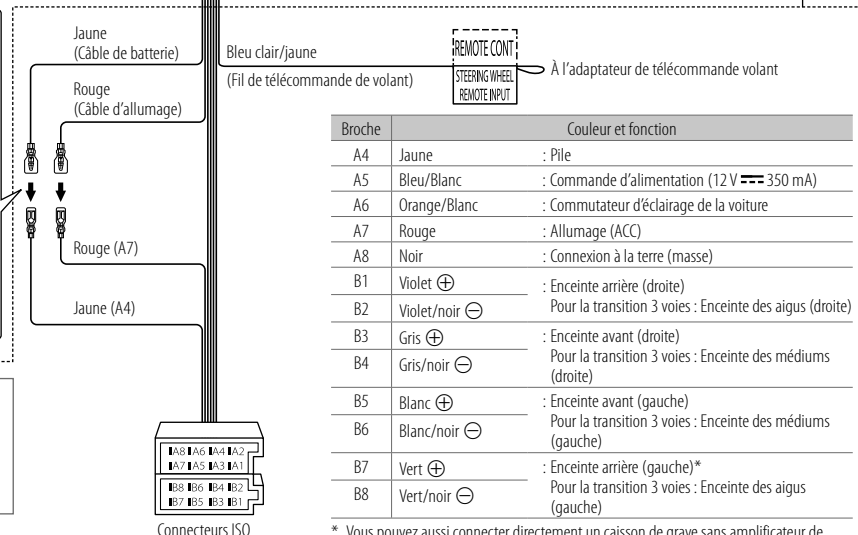 Jaune
(Câble de batterie)
Rouge
(Câble d'allumage)
Bleu clair/jaune
(Fil de télécommande de volant)
REMOTE CONT
STEERING WHEEL
REMOTE INPUT
À l'adaptateur de télécommande volant
Rouge (A7)
Jaune (A4)
A8 A6 A4 A2
A7 A5 A3 A1
B8 B6 B4 B2
B7 B5 B3 B1
Connecteurs ISO
Broche Couleur et fonction
A4 Jaune : Pile
A5 Bleu/Blanc : Commande d'alimentation (12 V ⎓ 350 mA)
A6 Orange/Blanc : Commutateur d'éclairage de la voiture
A7 Rouge : Allumage (ACC)
A8 Noir : Connexion à la terre (masse)
B1 Violet ⊕ : Enceinte arrière (droite)
B2 Violet/noir ⊖ Pour la transition 3 voies : Enceinte des aigus (droite)
B3 Gris ⊕ : Enceinte avant (droite)
B4 Gris/noir ⊖ Pour la transition 3 voies : Enceinte des médiums
(droite)
B5 Blanc ⊕ : Enceinte avant (gauche)
B6 Blanc/noir ⊖ Pour la transition 3 voies : Enceinte des médiums
(gauche)
B7 Vert ⊕ : Enceinte arrière (gauche)*
B8 Vert/noir ⊖ Pour la transition 3 voies : Enceinte des aigus
(gauche)
* Vous pouvez aussi connecter directement un caisson de grave sans amplificateur de